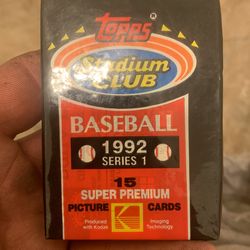 TOPPS®
Stadium
CLUB
BASEBALL
1992
SERIES 1
15
SUPER PREMIUM
PICTURE CARDS
Produced with Kodak Imaging Technology